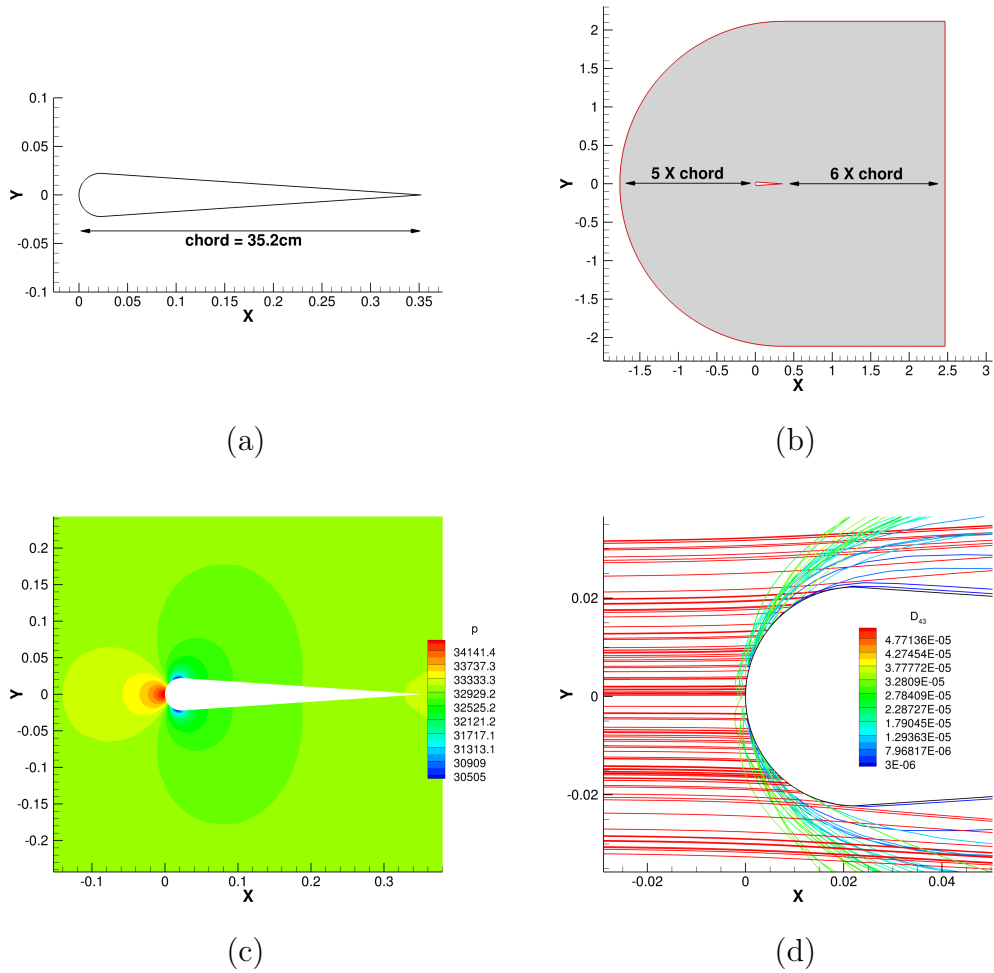 0.1
0.05
0
-0.05
-0.1
Y
chord = 35.2cm
0 0.05 0.1 0.15 0.2 0.25 0.3 0.35
X
(a)
2
1.5
1
0.5
0
-0.5
-1
-1.5
-2
Y
5 X chord 6 X chord
-1.5 -1 -0.5 0 0.5 1 1.5 2 2.5 3
X
(b)
0.2
0.15
0.1
0.05
0
-0.05
-0.1
-0.15
-0.2
Y
p
34141.4
33737.3
33333.3
32929.2
32525.2
32121.2
31717.1
31313.1
30909
30505
-0.1 0 0.1 0.2 0.3
X
(c)
0.02
0
-0.02
Y
D43
4.77136E-05
4.27454E-05
3.77772E-05
3.2809E-05
2.78409E-05
2.28727E-05
1.79045E-05
1.29363E-05
7.96817E-06
3E-06
-0.02 0 0.02 0.04
X
(d)